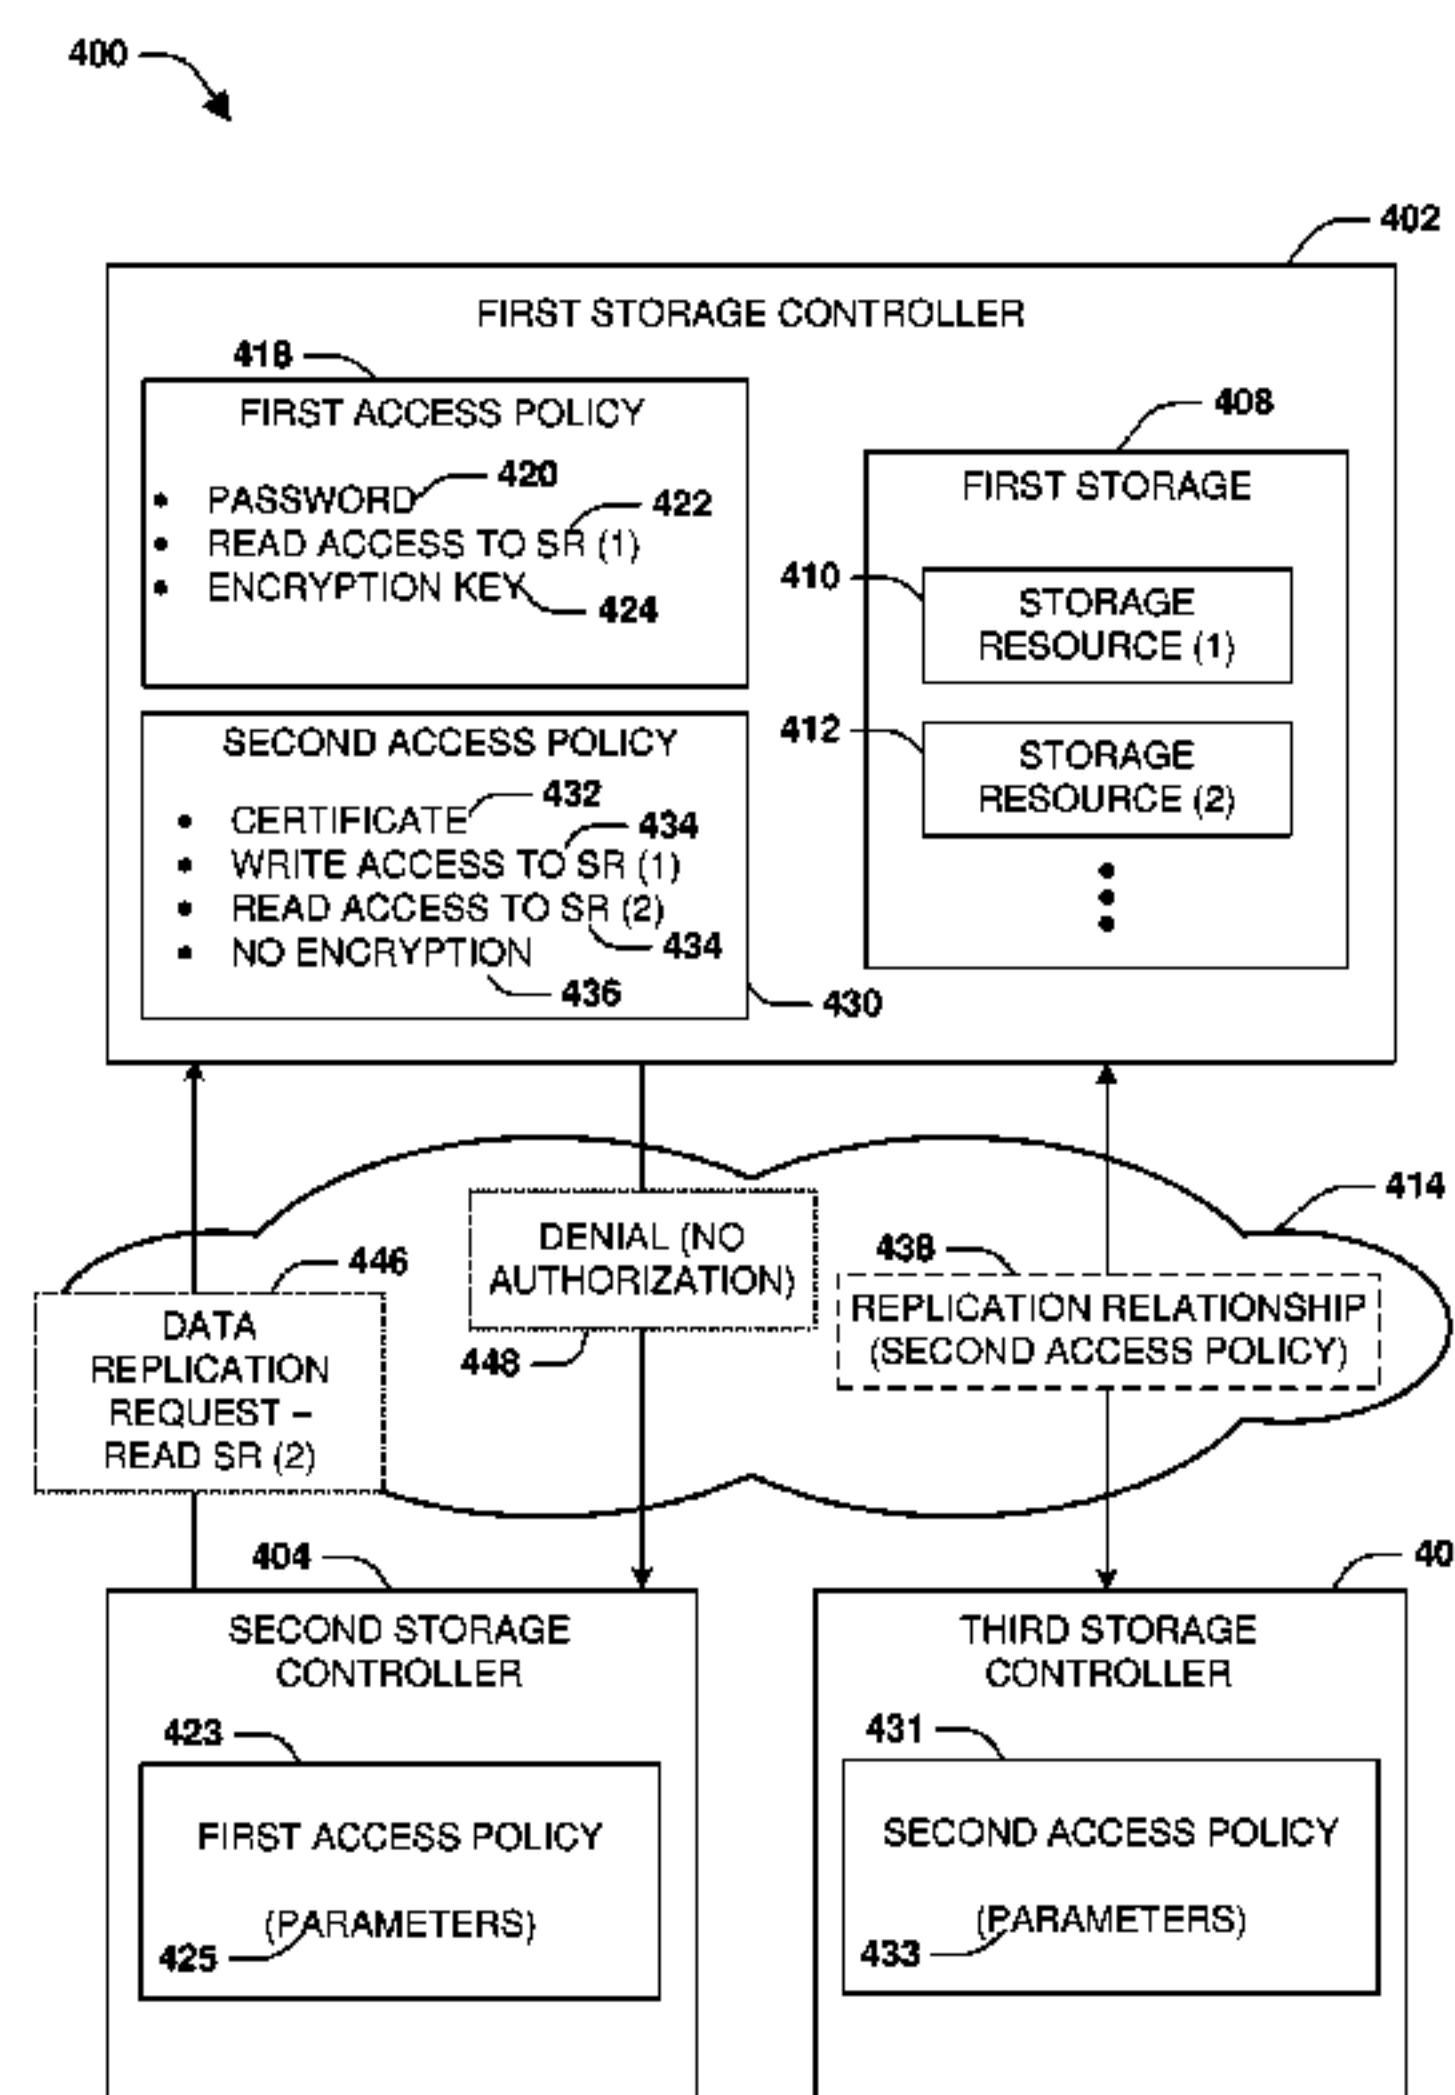 400
402
FIRST STORAGE CONTROLLER
418
FIRST ACCESS POLICY
420
• PASSWORD
422
• READ ACCESS TO SR (1)
• ENCRYPTION KEY
424
408
FIRST STORAGE
410
STORAGE
RESOURCE (1)
412
STORAGE
RESOURCE (2)
SECOND ACCESS POLICY
432
• CERTIFICATE
434
• WRITE ACCESS TO SR (1)
• READ ACCESS TO SR (2)
434
• NO ENCRYPTION
436
430
414
446
DATA
REPLICATION
REQUEST –
READ SR (2)
DENIAL (NO
AUTHORIZATION)
448
438
REPLICATION RELATIONSHIP
(SECOND ACCESS POLICY)
404
SECOND STORAGE
CONTROLLER
423
FIRST ACCESS POLICY
(PARAMETERS)
425
40
THIRD STORAGE
CONTROLLER
431
SECOND ACCESS POLICY
(PARAMETERS)
433